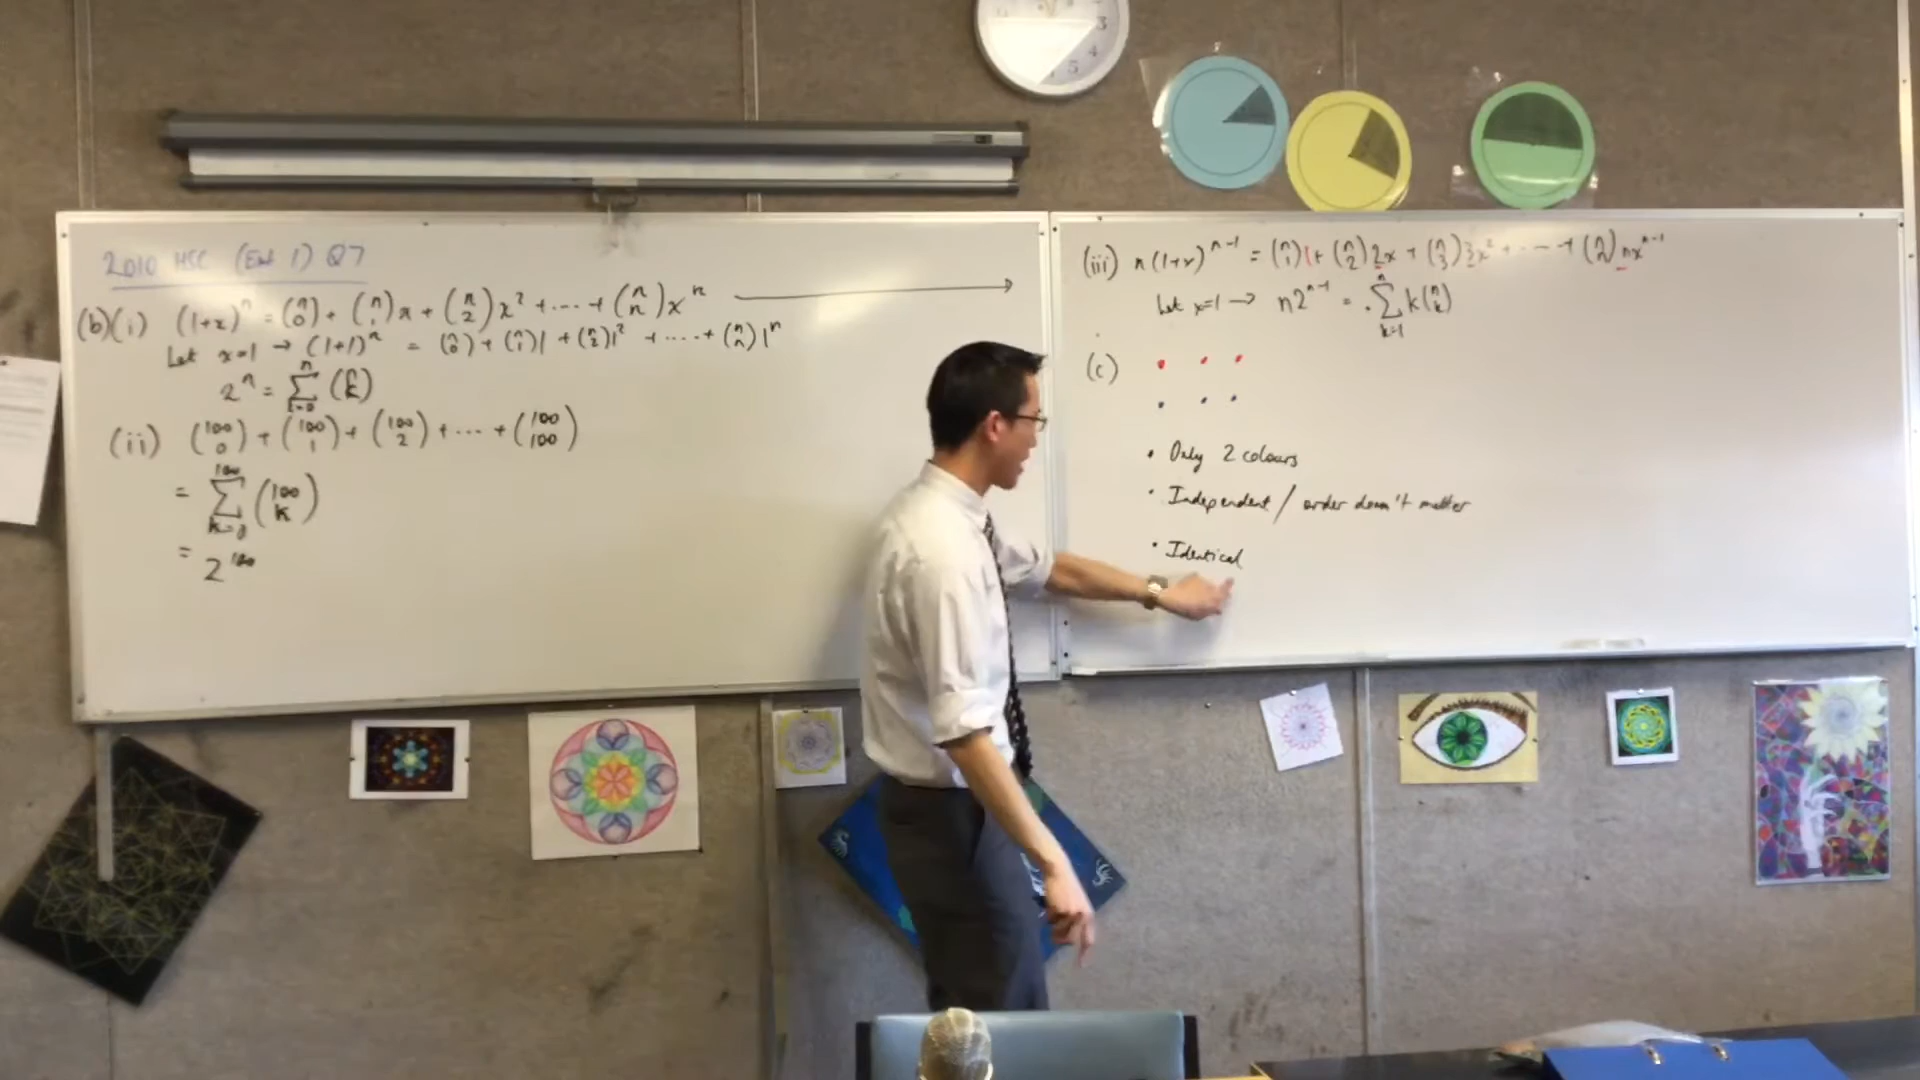 2010 HSC (Ext 1) Q7
(b)(i) (1+x)^n = (n 0) + (n 1)x + (n 2)x^2 + .... + (n n)x^n
Let x=1 → (1+1)^n = (n 0) + (n 1)1 + (n 2)1^2 + ..... + (n n)1^n
2^n = n Σ k=0 (n k)
(ii) (100 0) + (100 1) + (100 2) + ... + (100 100)
= 100 Σ k=0 (100 k)
= 2^100
(iii) n(1+x)^n-1 = (n 1)1 + (n 2)2x + (n 3)3x^2 + ..... + (n n)nx^n-1
Let x=1 → n2^n-1 = n Σ k=1 k(n k)
(c)
• Only 2 colours
• Independent / order doesn't matter
• Identical
3
4
5